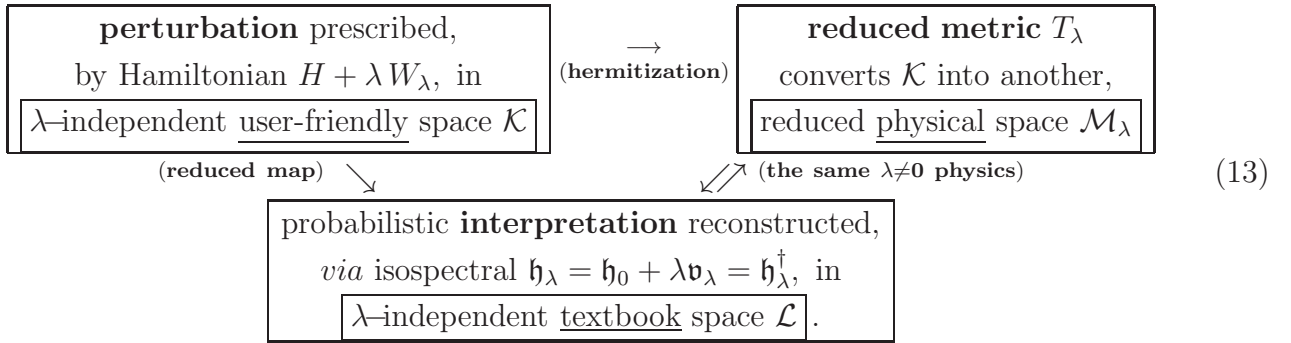 perturbation prescribed,
by Hamiltonian H + λ W_λ, in
λ–independent user-friendly space 𝒦
⟶
(hermitization)
reduced metric T_λ
converts 𝒦 into another,
reduced physical space ℳ_λ
(reduced map) ↘
↙↗ (the same λ≠0 physics)
(13)
probabilistic interpretation reconstructed,
via isospectral 𝔥_λ = 𝔥_0 + λ𝔳_λ = 𝔥_λ^†, in
λ–independent textbook space ℒ .